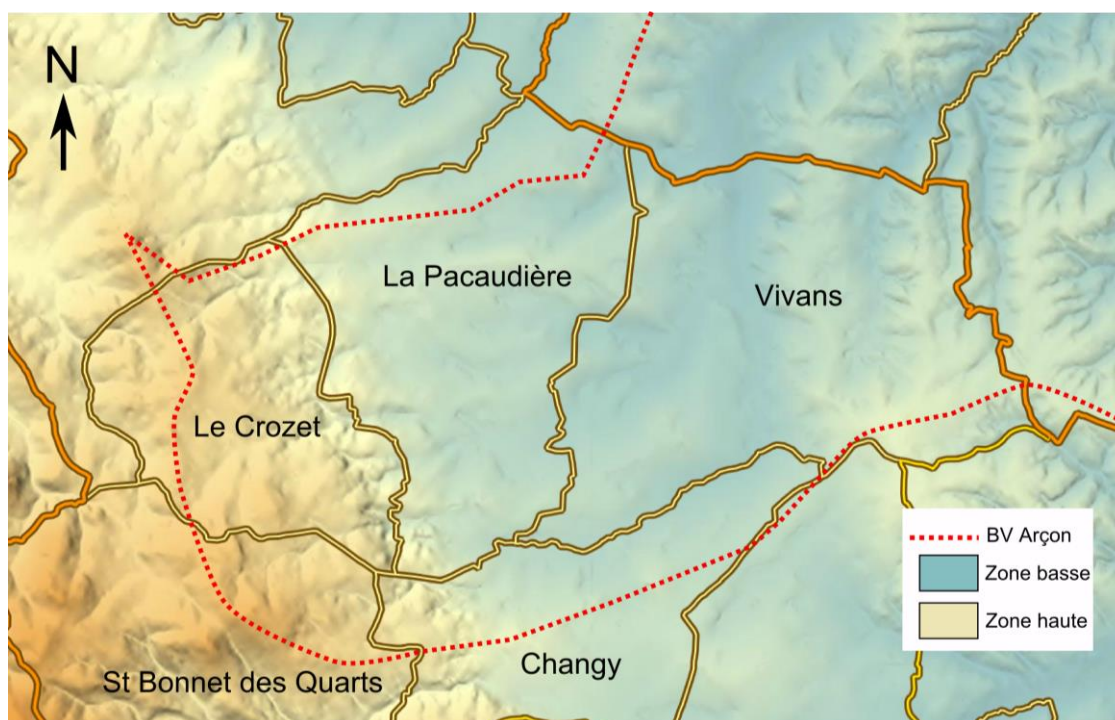 N
La Pacaudière
Vivans
Le Crozet
BV Arçon
Zone basse
Zone haute
Changy
St Bonnet des Quarts